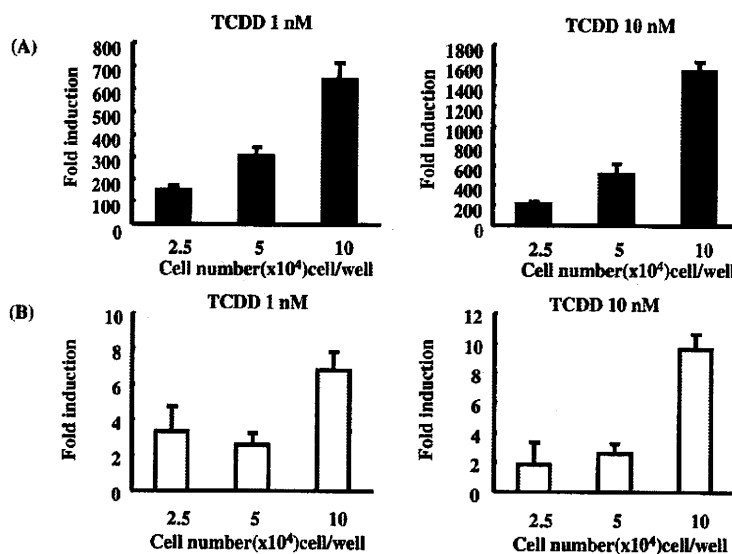 TCDD 1 nM
TCDD 10 nM
(A)
Fold induction
800
700
600
500
400
300
200
100
0
2.5 5 10
Cell number(x10⁴)cell/well
Fold induction
1800
1600
1400
1200
1000
800
600
400
200
0
2.5 5 10
Cell number(x10⁴)cell/well
(B)
TCDD 1 nM
Fold induction
8
6
4
2
0
2.5 5 10
Cell number(x10⁴)cell/well
TCDD 10 nM
Fold induction
12
10
8
6
4
2
0
2.5 5 10
Cell number(x10⁴)cell/well